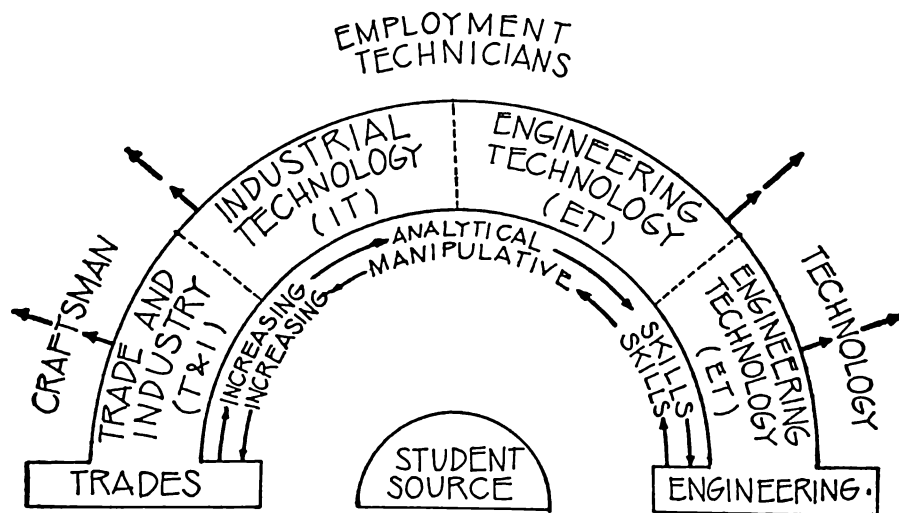 EMPLOYMENT
TECHNICIANS
CRAFTSMAN
TECHNOLOGY
TRADE AND
INDUSTRY
(T & I)
INDUSTRIAL
TECHNOLOGY
(IT)
ENGINEERING
TECHNOLOGY
(ET)
ENGINEERING
TECHNOLOGY
(ET)
INCREASING ANALYTICAL SKILLS
INCREASING MANIPULATIVE SKILLS
TRADES
STUDENT
SOURCE
ENGINEERING.